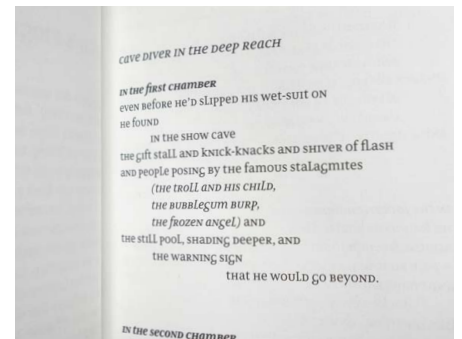 cave DIVER IN the Deep Reach
IN the first chamber
even before he'd slipped his wet-suit on
he found
in the show cave
the gift stall and knick-knacks and shiver of flash
and people posing by the famous stalagmites
(the troll and his child,
the bubblegum burp,
the frozen angel) and
the still pool, shading deeper, and
the warning sign
that he would go beyond.
IN the second chamber